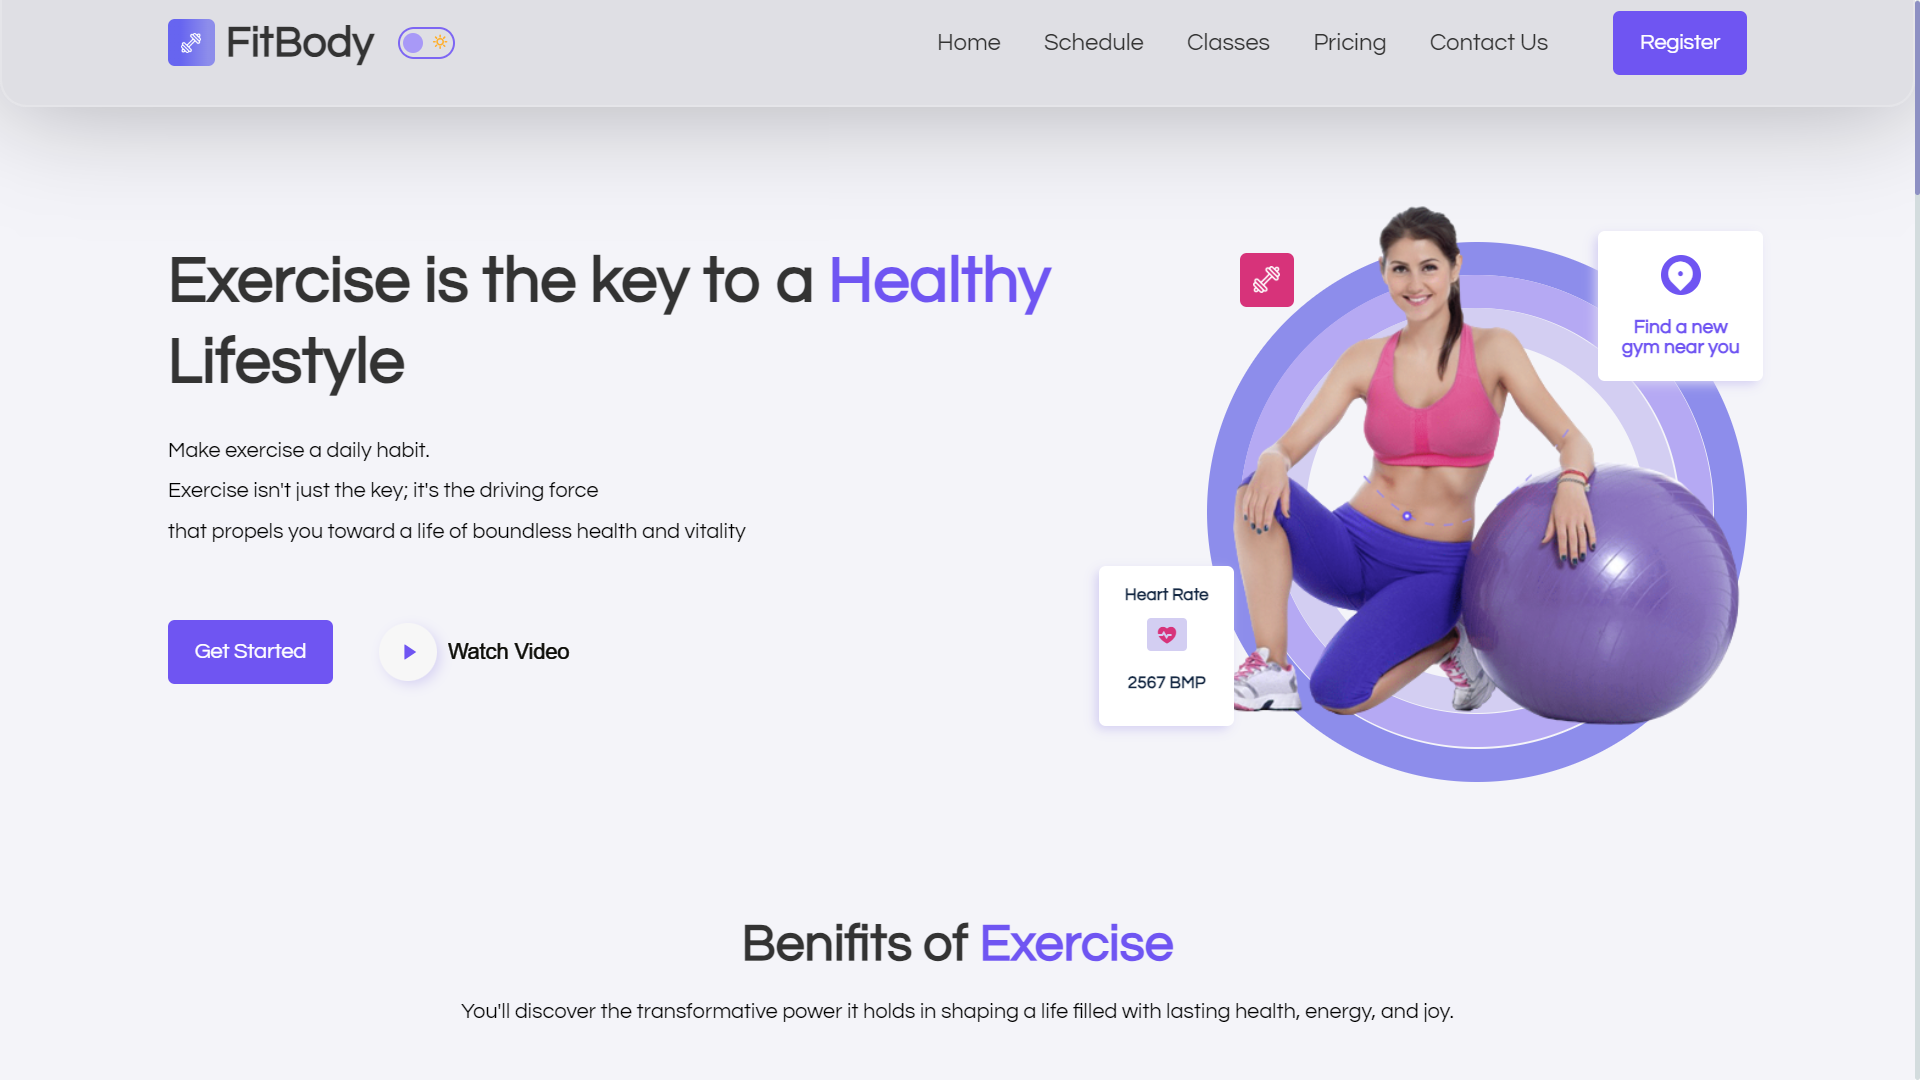 FitBody
Home
Schedule
Classes
Pricing
Contact Us
Register
Exercise is the key to a Healthy
Lifestyle
Make exercise a daily habit.
Exercise isn't just the key; it's the driving force
that propels you toward a life of boundless health and vitality
Get Started
Watch Video
Find a new
gym near you
Heart Rate
2567 BMP
Benifits of Exercise
You'll discover the transformative power it holds in shaping a life filled with lasting health, energy, and joy.